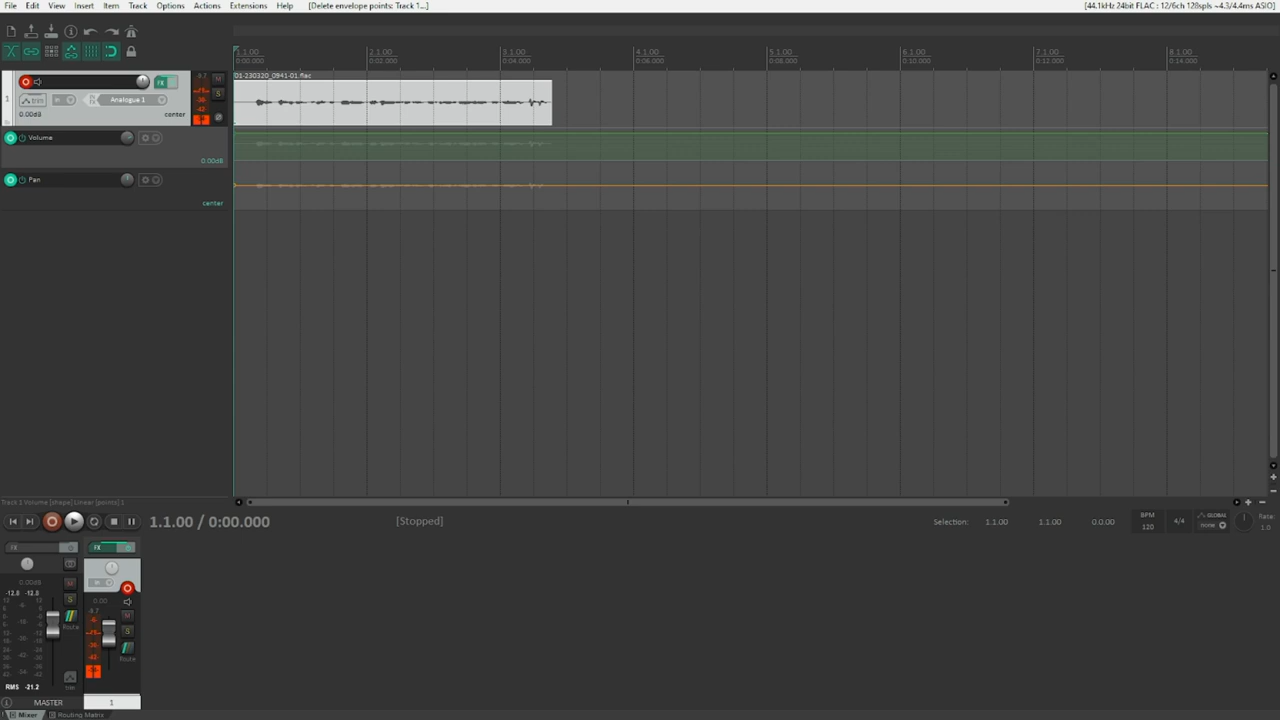 File Edit View Insert Item Track Options Actions Extensions Help [Delete envelope points: Track 1...] [44.1kHz 24bit FLAC : 12/6ch 128spls ~4.3/4.4ms ASIO]
1.1.00 2.1.00 3.1.00 4.1.00 5.1.00 6.1.00 7.1.00 8.1.00
0:00.000 0:02.000 0:04.000 0:06.000 0:08.000 0:10.000 0:12.000 0:14.000
01-230320_0941-01.flac
FX M
1 trim in Analogue 1 S
0.00dB center
Volume
0.00dB
Pan
center
Track 1 Volume [shape] Linear [points] 1
1.1.00 / 0:00.000 [Stopped] Selection: 1.1.00 1.1.00 0.0.00 BPM 120 4/4 GLOBAL none Rate 1.0
FX FX
0.00dB M 0.00
-12.8 -12.8 S M
Route S
Route
RMS -21.2 trim
MASTER 1
Mixer Routing Matrix